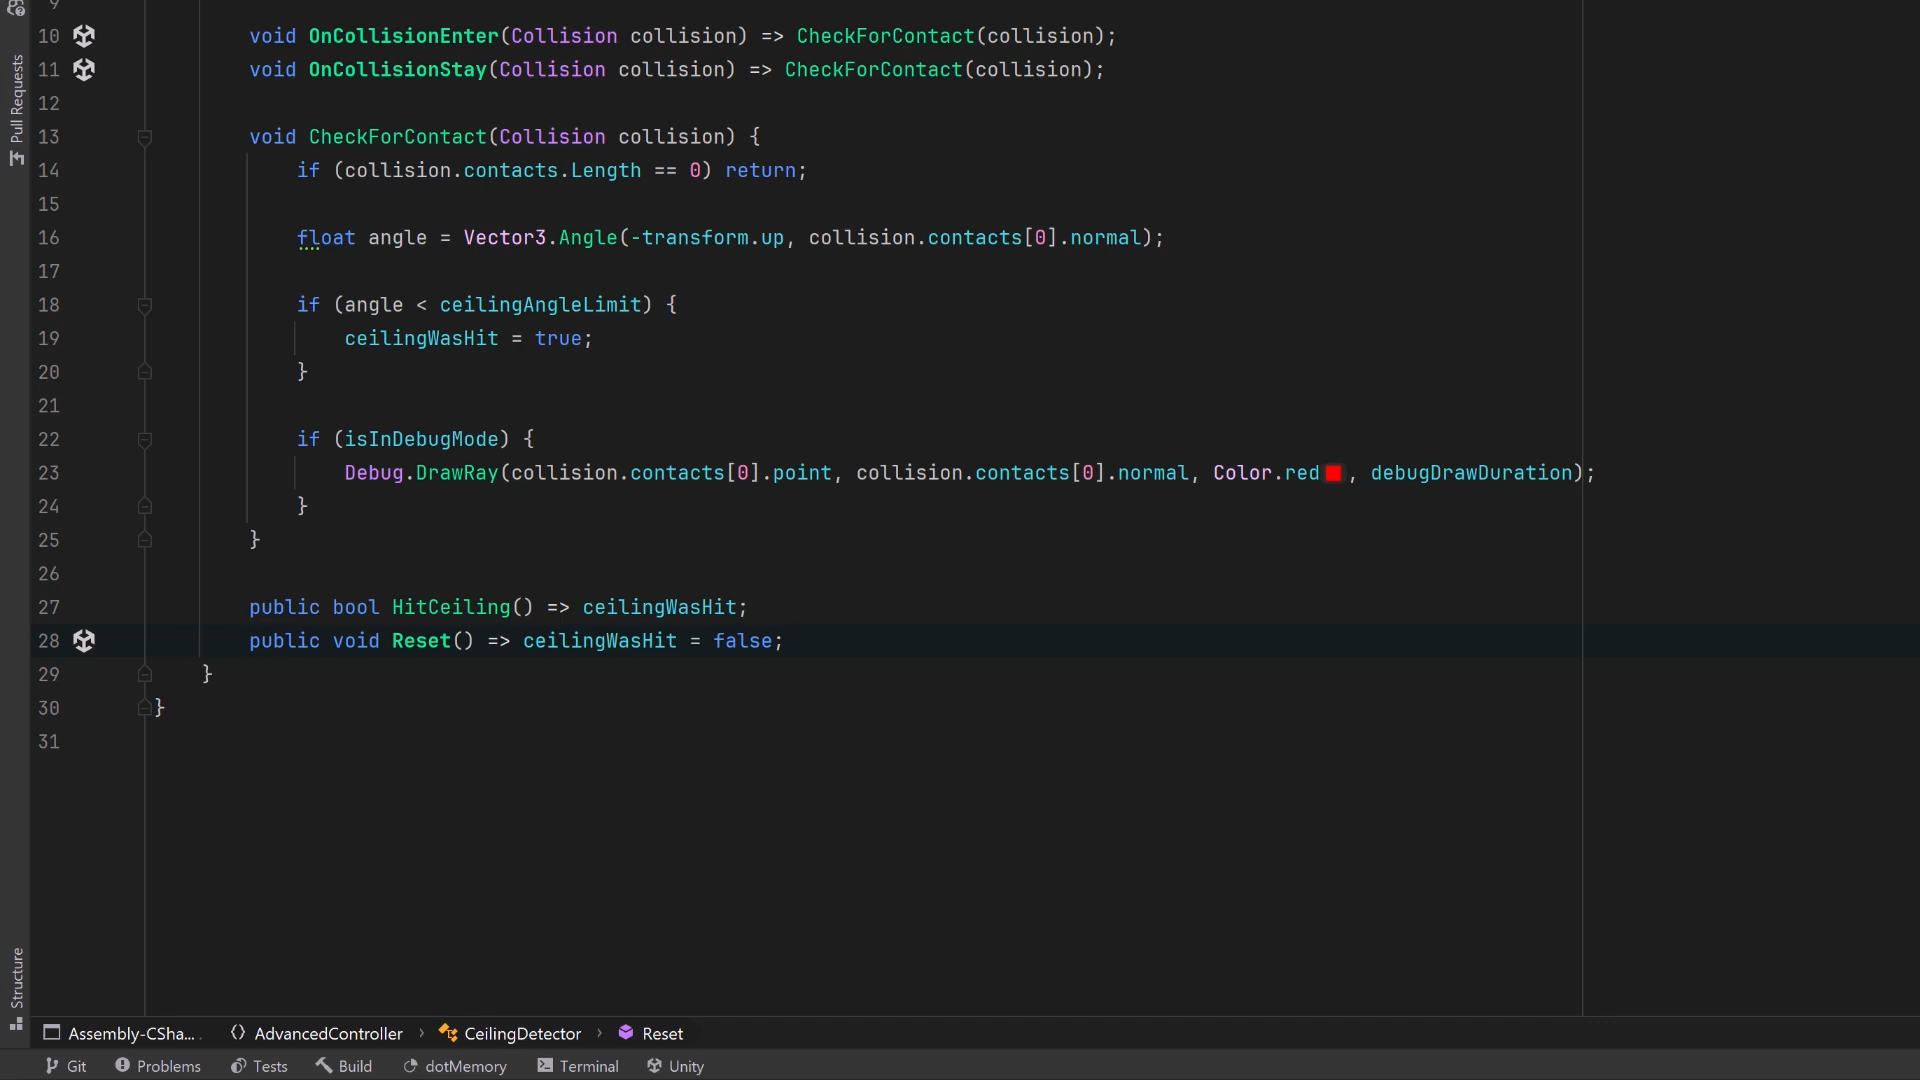 9
10 void OnCollisionEnter(Collision collision) => CheckForContact(collision);
11 void OnCollisionStay(Collision collision) => CheckForContact(collision);
12
13 void CheckForContact(Collision collision) {
14 if (collision.contacts.Length == 0) return;
15
16 float angle = Vector3.Angle(-transform.up, collision.contacts[0].normal);
17
18 if (angle < ceilingAngleLimit) {
19 ceilingWasHit = true;
20 }
21
22 if (isInDebugMode) {
23 Debug.DrawRay(collision.contacts[0].point, collision.contacts[0].normal, Color.red, debugDrawDuration);
24 }
25 }
26
27 public bool HitCeiling() => ceilingWasHit;
28 public void Reset() => ceilingWasHit = false;
29 }
30 }
31
Pull Requests
Structure
Assembly-CSha... AdvancedController > CeilingDetector > Reset
Git Problems Tests Build dotMemory Terminal Unity